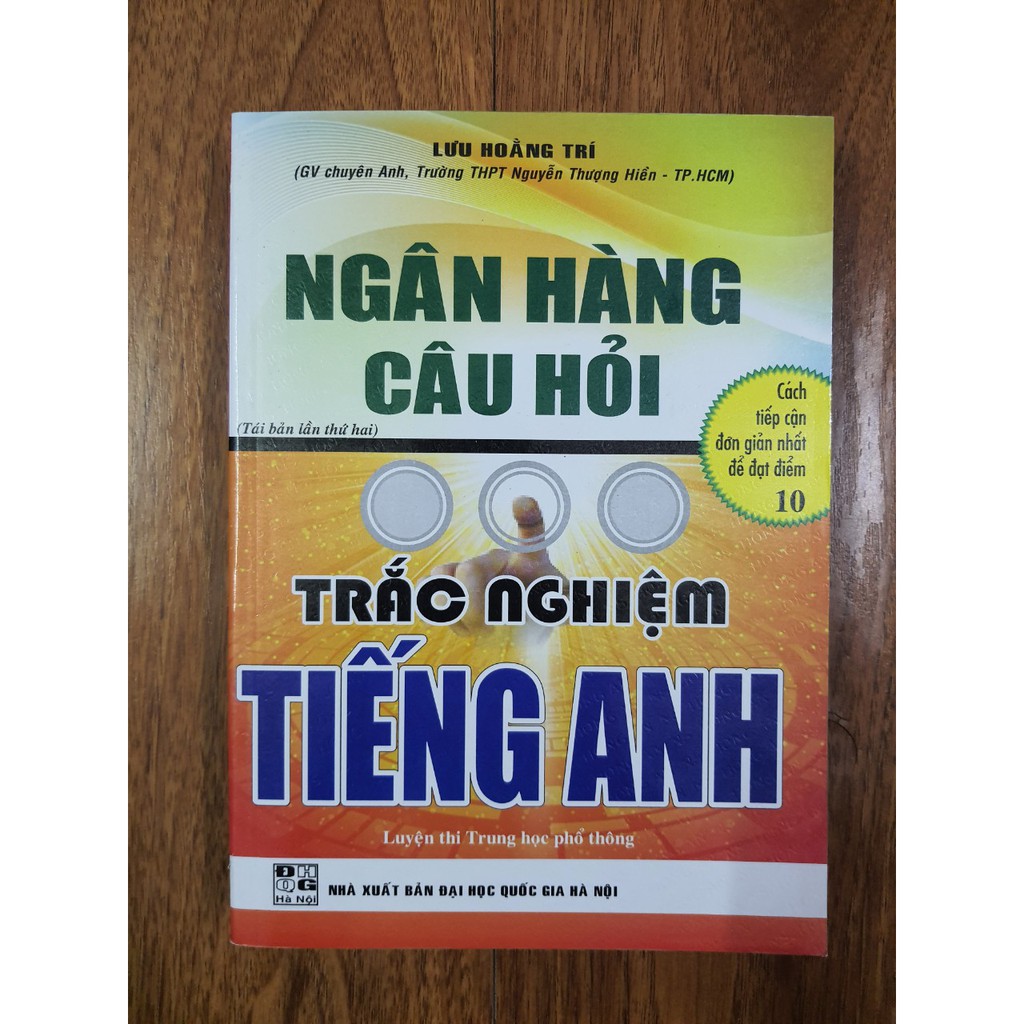 LƯU HOẰNG TRÍ
(GV chuyên Anh, Trường THPT Nguyễn Thượng Hiền - TP.HCM)
NGÂN HÀNG
CÂU HỎI
(Tái bản lần thứ hai)
Cách
tiếp cận
đơn giản nhất
để đạt điểm
10
TRẮC NGHIỆM
TIẾNG ANH
Luyện thi Trung học phổ thông
ĐH
QG
Hà Nội
NHÀ XUẤT BẢN ĐẠI HỌC QUỐC GIA HÀ NỘI